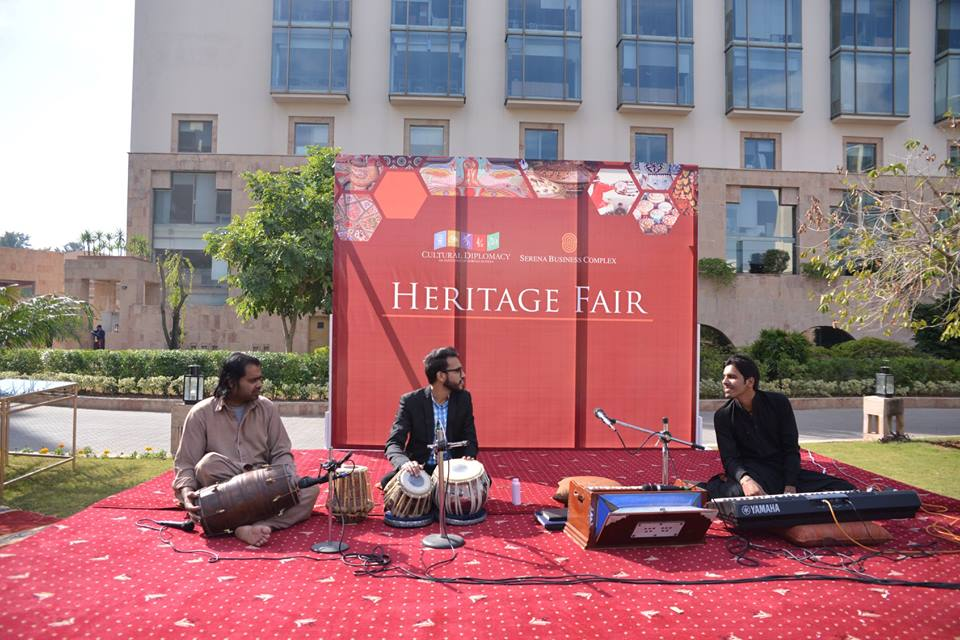 CULTURAL DIPLOMACY
SERENA BUSINESS COMPLEX
HERITAGE FAIR
YAMAHA